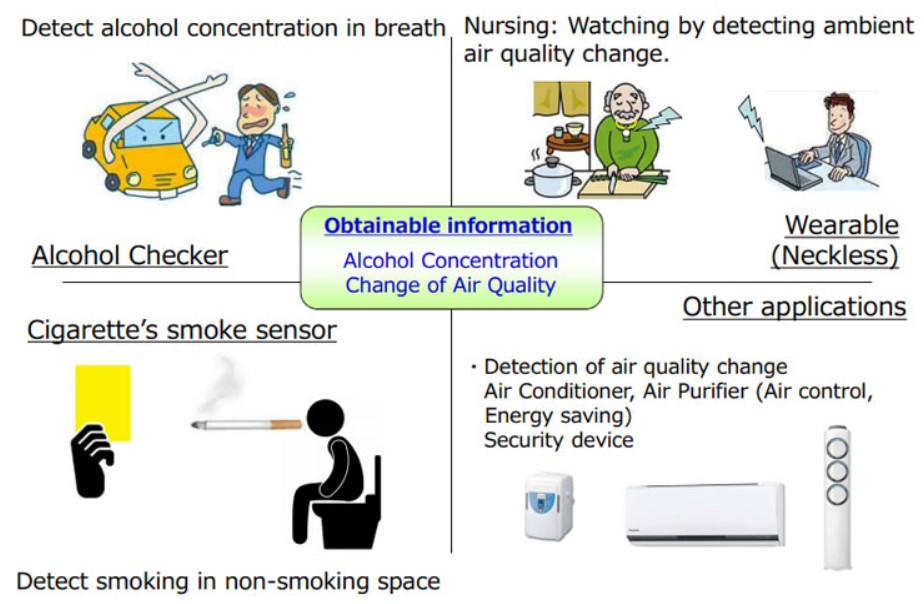 Detect alcohol concentration in breath
Nursing: Watching by detecting ambient
air quality change.
Obtainable information
Alcohol Concentration
Change of Air Quality
Alcohol Checker
Wearable
(Neckless)
Cigarette's smoke sensor
Other applications
・Detection of air quality change
Air Conditioner, Air Purifier (Air control,
Energy saving)
Security device
Detect smoking in non-smoking space